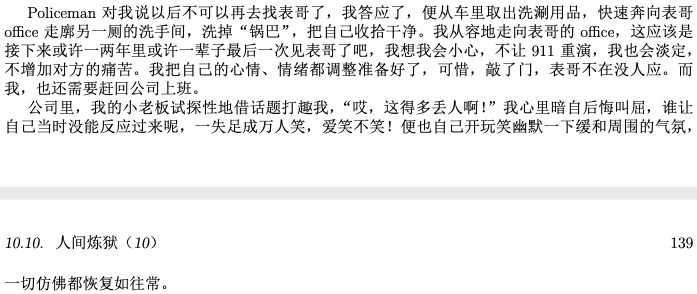 Policeman 对我说以后不可以再去找表哥了，我答应了，便从车里取出洗涮用品，快速奔向表哥
office 走廊另一厕的洗手间，洗掉“锅巴”，把自己收拾干净。我从容地走向表哥的 office，这应该是
接下来或许一两年里或许一辈子最后一次见表哥了吧，我想我会小心，不让 911 重演，我也会淡定，
不增加对方的痛苦。我把自己的心情、情绪都调整准备好了，可惜，敲了门，表哥不在没人应。而
我，也还需要赶回公司上班。
公司里，我的小老板试探性地借话题打趣我，“哎，这得多丢人啊！”我心里暗自后悔叫屈，谁让
自己当时没能反应过来呢，一失足成万人笑，爱笑不笑！便也自己开玩笑幽默一下缓和周围的气氛，
10.10. 人间炼狱（10） 139
一切仿佛都恢复如往常。